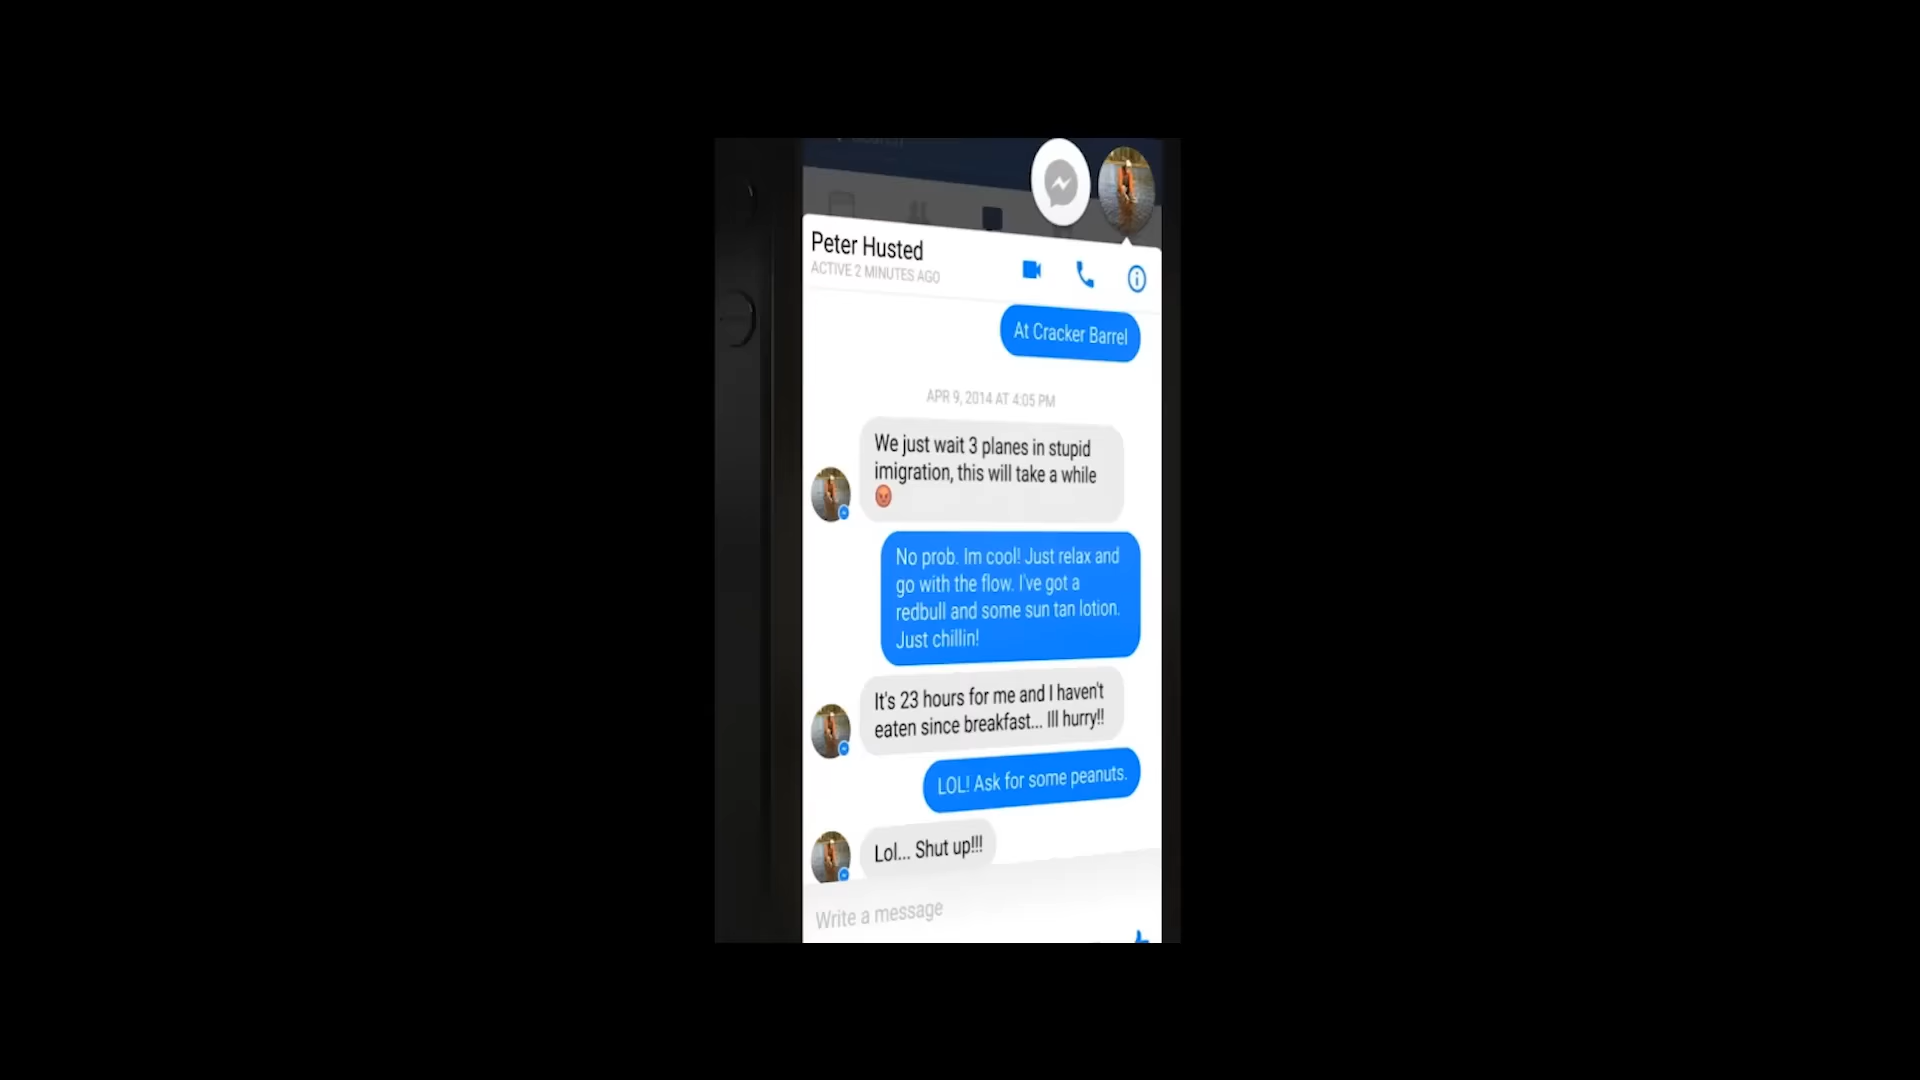 Peter Husted
ACTIVE 2 MINUTES AGO
At Cracker Barrel
APR 9, 2014 AT 4:05 PM
We just wait 3 planes in stupid
imigration, this will take a while
😡
No prob. Im cool! Just relax and
go with the flow. I've got a
redbull and some sun tan lotion.
Just chillin!
It's 23 hours for me and I haven't
eaten since breakfast... Ill hurry!!
LOL! Ask for some peanuts.
Lol... Shut up!!!
Write a message